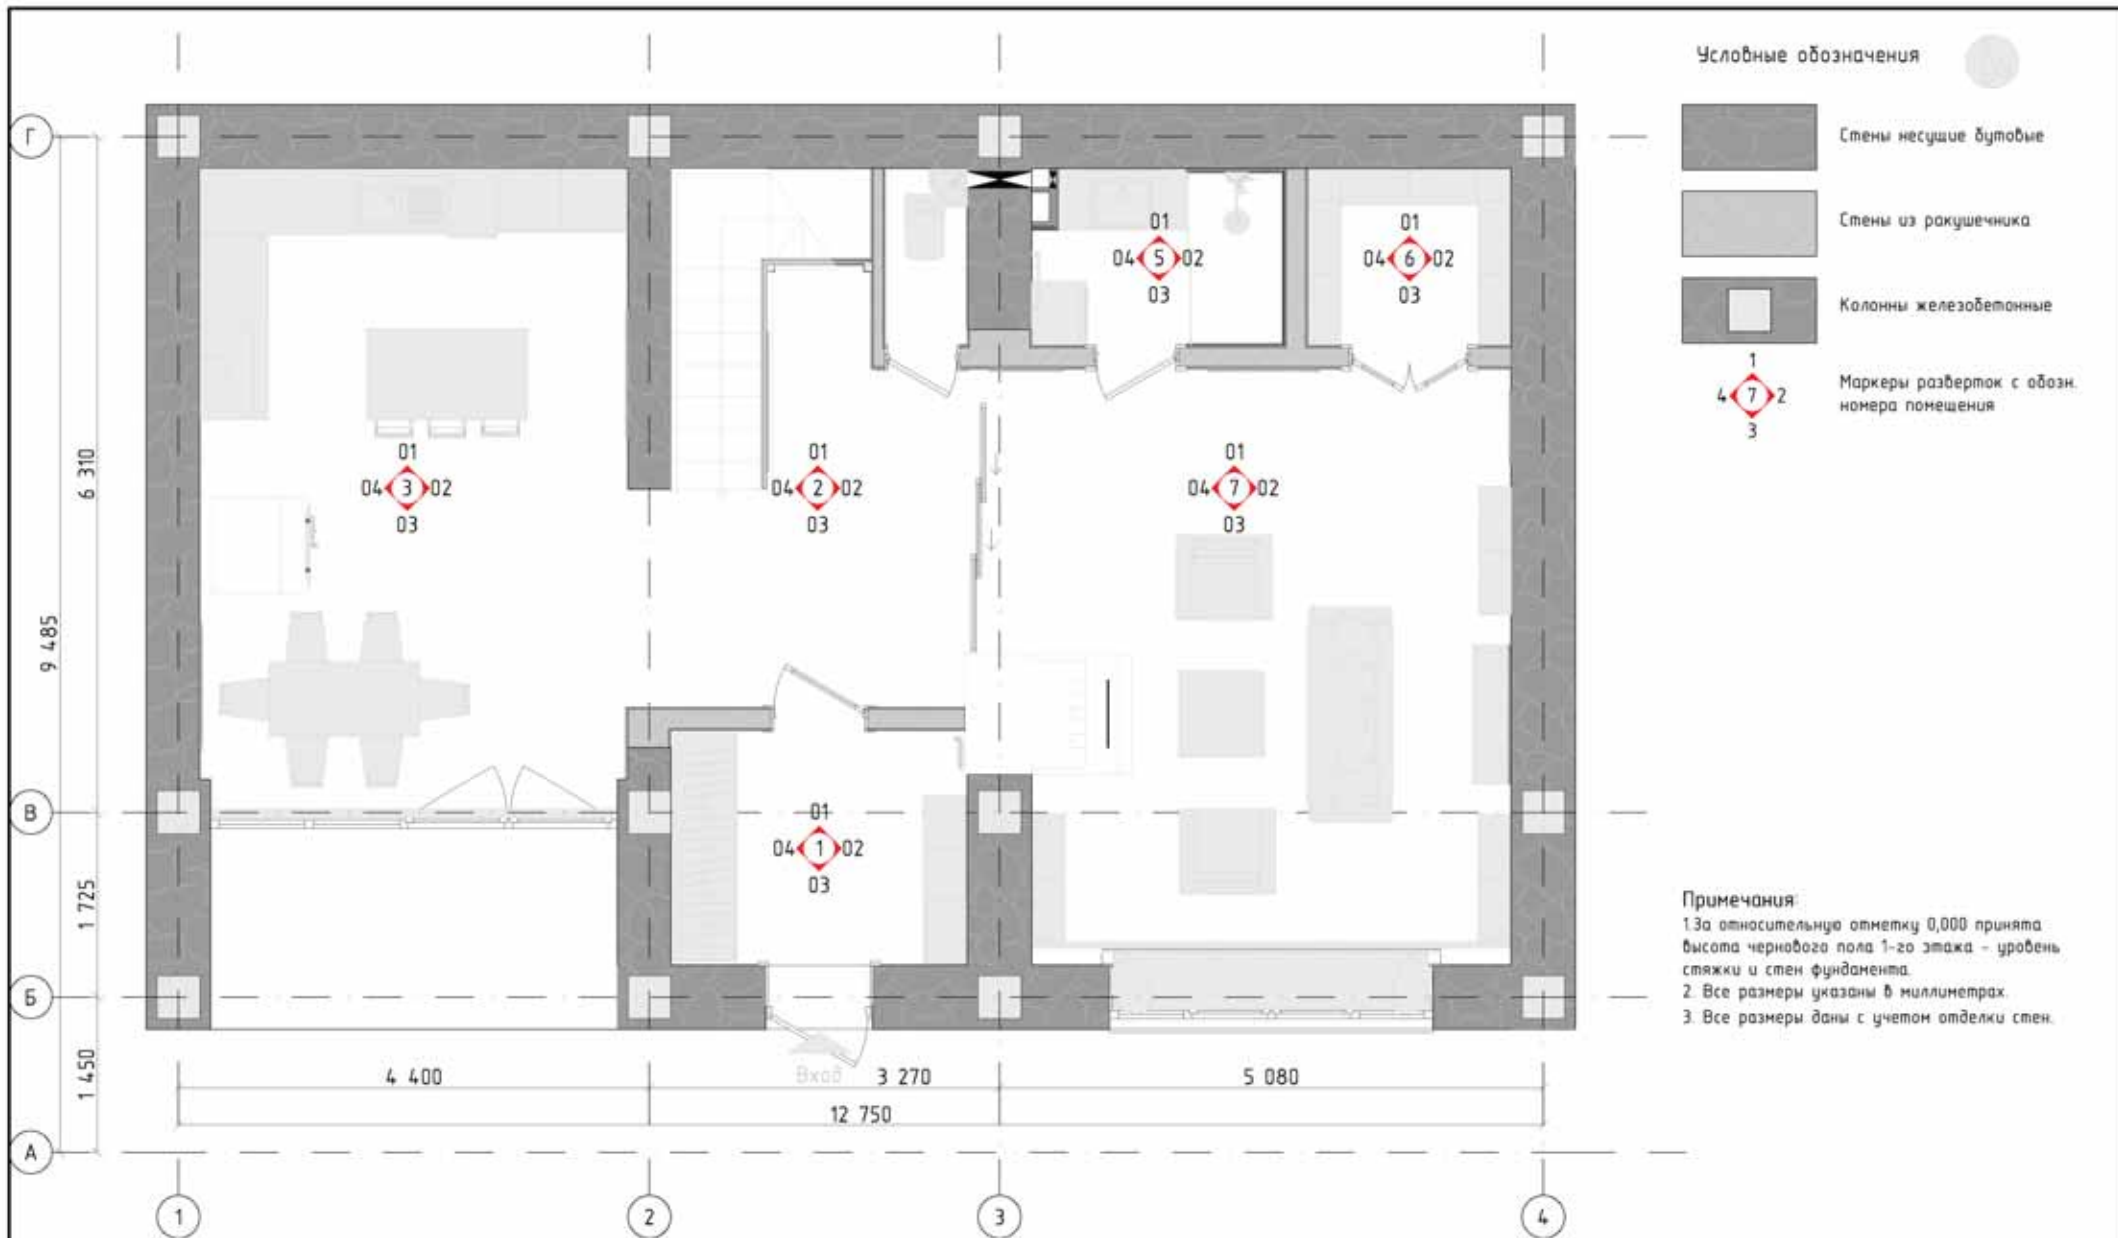 Условные обозначения
Стены несущие бутовые
Стены из ракушечника
Колонны железобетонные
1
4 7 2
3
Маркеры разверток с обозн.
номера помещения
Г
В
Б
А
6 310
9 485
1 725
1 450
01
04 3 02
03
01
04 2 02
03
01
04 5 02
03
01
04 6 02
03
01
04 7 02
03
01
04 1 02
03
Вход
4 400
3 270
5 080
12 750
1
2
3
4
Примечания:
1.За относительную отметку 0,000 принята
высота чернового пола 1-го этажа - уровень
стяжки и стен фундамента.
2. Все размеры указаны в миллиметрах.
3. Все размеры даны с учетом отделки стен.